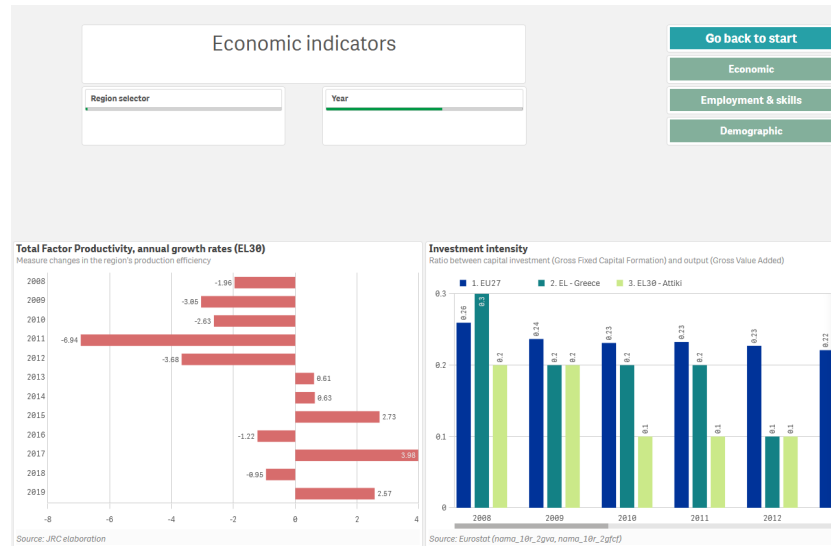 Economic indicators
Go back to start
Economic
Employment & skills
Demographic
Region selector
Year
Total Factor Productivity, annual growth rates (EL30)
Measure changes in the region's production efficiency
2008 -1.96
2009 -3.05
2010 -2.63
2011 -6.94
2012 -3.68
2013 0.61
2014 0.63
2015 2.73
2016 -1.22
2017 3.98
2018 -0.95
2019 2.57
-8 -6 -4 -2 0 2 4
Source: JRC elaboration
Investment intensity
Ratio between capital investment (Gross Fixed Capital Formation) and output (Gross Value Added)
1. EU27 2. EL - Greece 3. EL30 - Attiki
0.3
0.2
0.1
0
0.26 0.3 0.2
0.24 0.2 0.2
0.23 0.2 0.1
0.23 0.2 0.1
0.23 0.1 0.1
0.22
2008 2009 2010 2011 2012
Source: Eurostat (nama_10r_2gva, nama_10r_2gfcf)